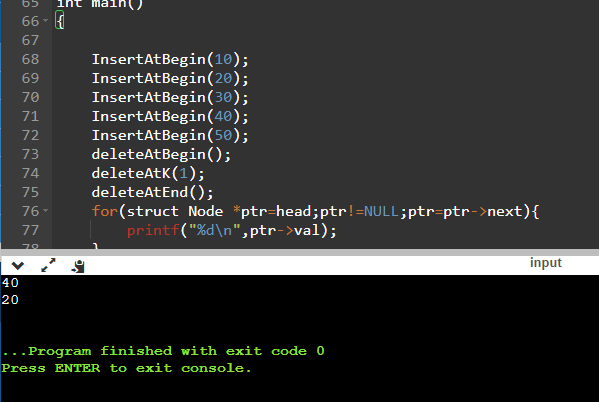 65 int main()
66 {
67
68 InsertAtBegin(10);
69 InsertAtBegin(20);
70 InsertAtBegin(30);
71 InsertAtBegin(40);
72 InsertAtBegin(50);
73 deleteAtBegin();
74 deleteAtK(1);
75 deleteAtEnd();
76 for(struct Node *ptr=head;ptr!=NULL;ptr=ptr->next){
77 printf("%d\n",ptr->val);
78 }
input
40
20
...Program finished with exit code 0
Press ENTER to exit console.